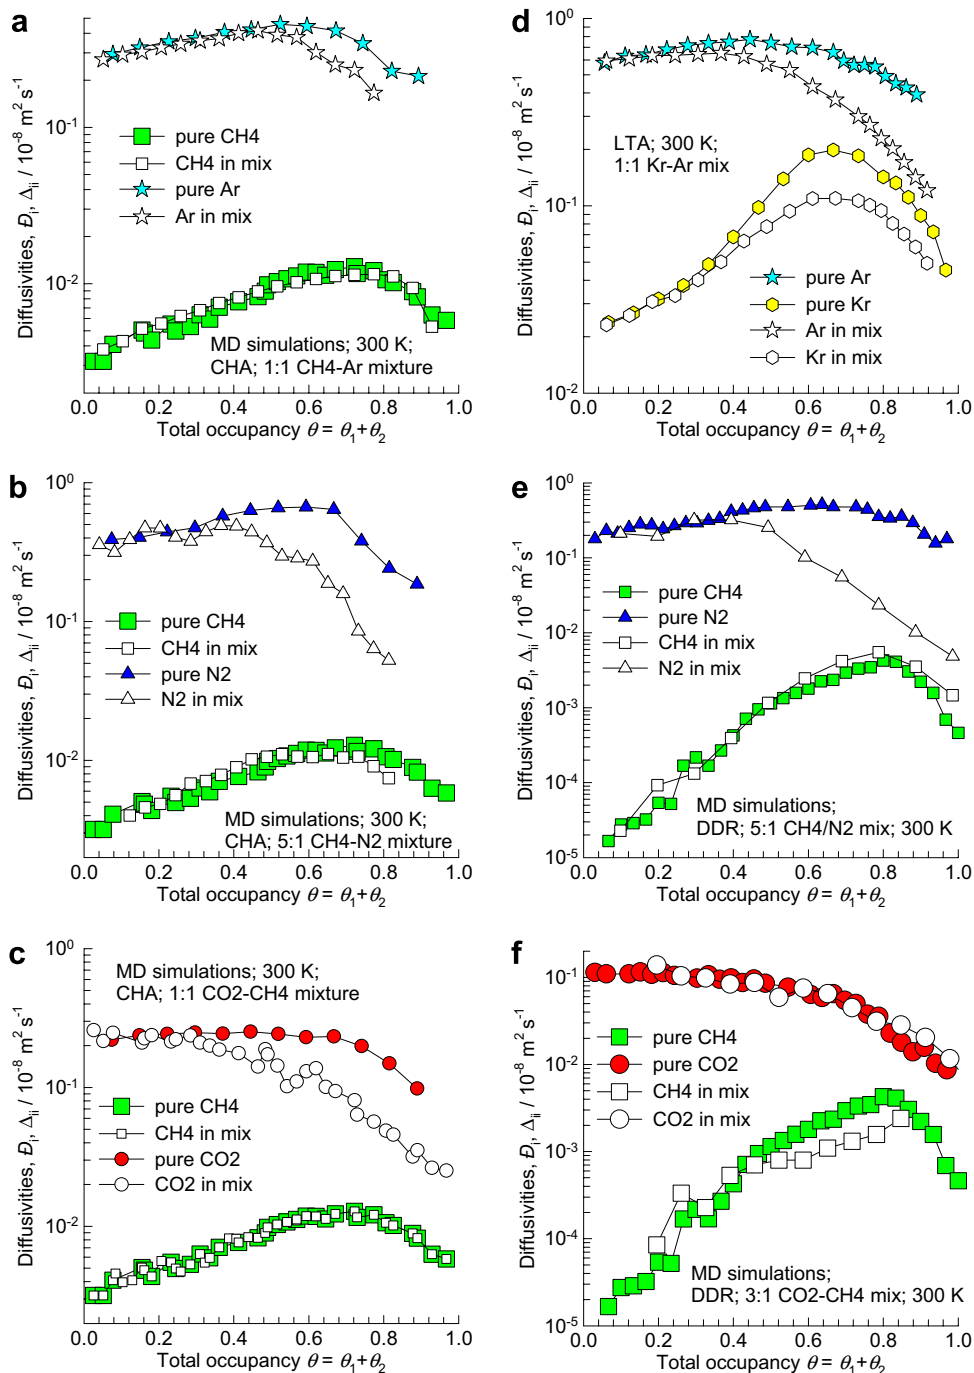 a
Diffusivities, Đi, Δii / 10-8 m2 s-1
10-1
10-2
pure CH4
CH4 in mix
pure Ar
Ar in mix
MD simulations; 300 K;
CHA; 1:1 CH4-Ar mixture
0.0 0.2 0.4 0.6 0.8 1.0
Total occupancy θ = θ1+θ2
d
Diffusivities, Đi, Δii / 10-8 m2 s-1
100
10-1
10-2
LTA; 300 K;
1:1 Kr-Ar mix
pure Ar
pure Kr
Ar in mix
Kr in mix
0.0 0.2 0.4 0.6 0.8 1.0
Total occupancy θ = θ1+θ2
b
Diffusivities, Đi, Δii / 10-8 m2 s-1
100
10-1
10-2
pure CH4
CH4 in mix
pure N2
N2 in mix
MD simulations; 300 K;
CHA; 5:1 CH4-N2 mixture
0.0 0.2 0.4 0.6 0.8 1.0
Total occupancy θ = θ1+θ2
e
Diffusivities, Đi, Δii / 10-8 m2 s-1
100
10-1
10-2
10-3
10-4
10-5
pure CH4
pure N2
CH4 in mix
N2 in mix
MD simulations;
DDR; 5:1 CH4/N2 mix; 300 K
0.0 0.2 0.4 0.6 0.8 1.0
Total occupancy θ = θ1+θ2
c
Diffusivities, Đi, Δii / 10-8 m2 s-1
100
10-1
10-2
MD simulations; 300 K;
CHA; 1:1 CO2-CH4 mixture
pure CH4
CH4 in mix
pure CO2
CO2 in mix
0.0 0.2 0.4 0.6 0.8 1.0
Total occupancy θ = θ1+θ2
f
Diffusivities, Đi, Δii / 10-8 m2 s-1
10-1
10-2
10-3
10-4
10-5
pure CH4
pure CO2
CH4 in mix
CO2 in mix
MD simulations;
DDR; 3:1 CO2-CH4 mix; 300 K
0.0 0.2 0.4 0.6 0.8 1.0
Total occupancy θ = θ1+θ2